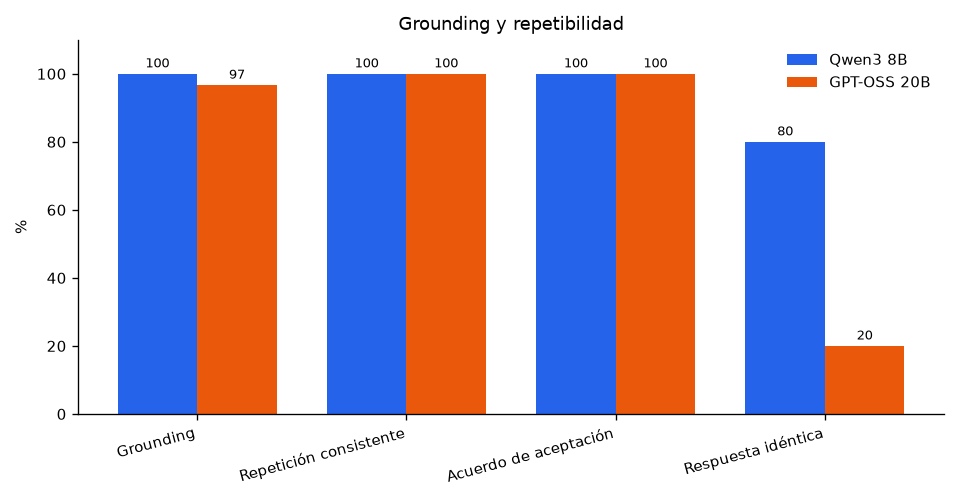 Grounding y repetibilidad
Qwen3 8B
GPT-OSS 20B
%
100
80
60
40
20
0
100
97
100
100
100
100
80
20
Grounding
Repetición consistente
Acuerdo de aceptación
Respuesta idéntica